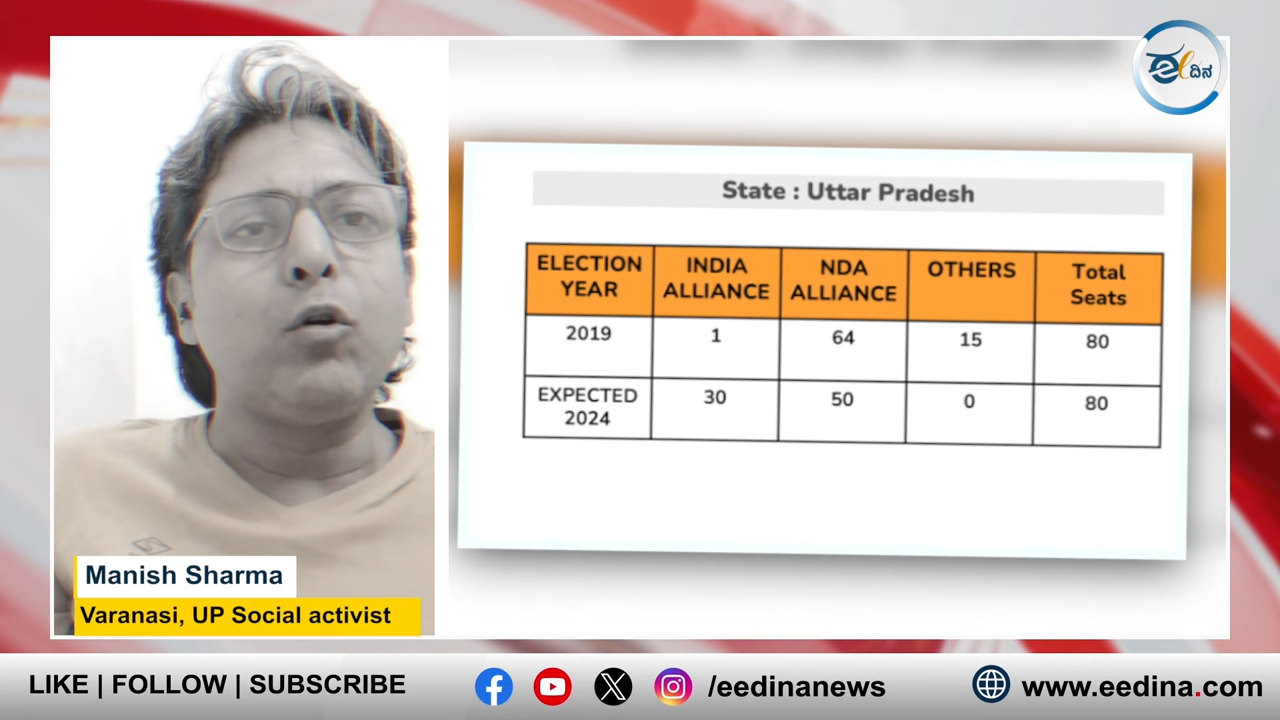 eeದಿನ
State : Uttar Pradesh
ELECTION YEAR | INDIA ALLIANCE | NDA ALLIANCE | OTHERS | Total Seats
2019 | 1 | 64 | 15 | 80
EXPECTED 2024 | 30 | 50 | 0 | 80
Manish Sharma
Varanasi, UP Social activist
LIKE | FOLLOW | SUBSCRIBE
/eedinanews
www.eedina.com